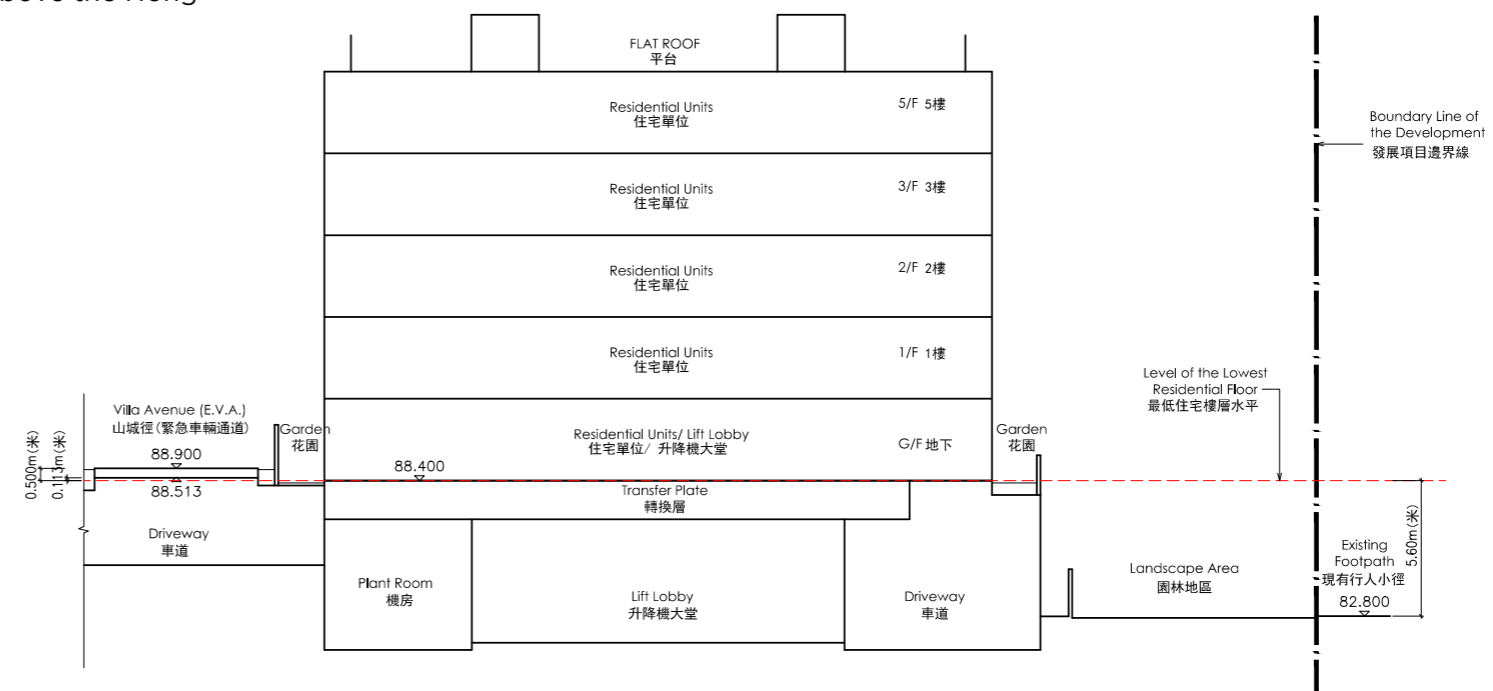 above the Hong
FLAT ROOF
平台
Residential Units
住宅單位
5/F 5樓
Boundary Line of
the Development
發展項目邊界線
Residential Units
住宅單位
3/F 3樓
Residential Units
住宅單位
2/F 2樓
Residential Units
住宅單位
1/F 1樓
Level of the Lowest
Residential Floor
最低住宅樓層水平
Villa Avenue (E.V.A.)
山城徑(緊急車輛通道)
Garden
花園
Residential Units/ Lift Lobby
住宅單位/ 升降機大堂
G/F 地下
Garden
花園
0.500m(米)
0.113m(米)
88.900
88.513
88.400
Transfer Plate
轉換層
Driveway
車道
Plant Room
機房
Lift Lobby
升降機大堂
Driveway
車道
Landscape Area
園林地區
Existing
Footpath
現有行人小徑
82.800
5.60m(米)